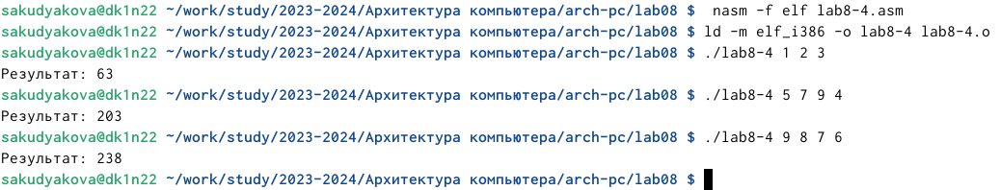 sakudyakova@dk1n22 ~/work/study/2023-2024/Архитектура компьютера/arch-pc/lab08 $  nasm -f elf lab8-4.asm
sakudyakova@dk1n22 ~/work/study/2023-2024/Архитектура компьютера/arch-pc/lab08 $ ld -m elf_i386 -o lab8-4 lab8-4.o
sakudyakova@dk1n22 ~/work/study/2023-2024/Архитектура компьютера/arch-pc/lab08 $ ./lab8-4 1 2 3
Результат: 63
sakudyakova@dk1n22 ~/work/study/2023-2024/Архитектура компьютера/arch-pc/lab08 $ ./lab8-4 5 7 9 4
Результат: 203
sakudyakova@dk1n22 ~/work/study/2023-2024/Архитектура компьютера/arch-pc/lab08 $ ./lab8-4 9 8 7 6
Результат: 238
sakudyakova@dk1n22 ~/work/study/2023-2024/Архитектура компьютера/arch-pc/lab08 $